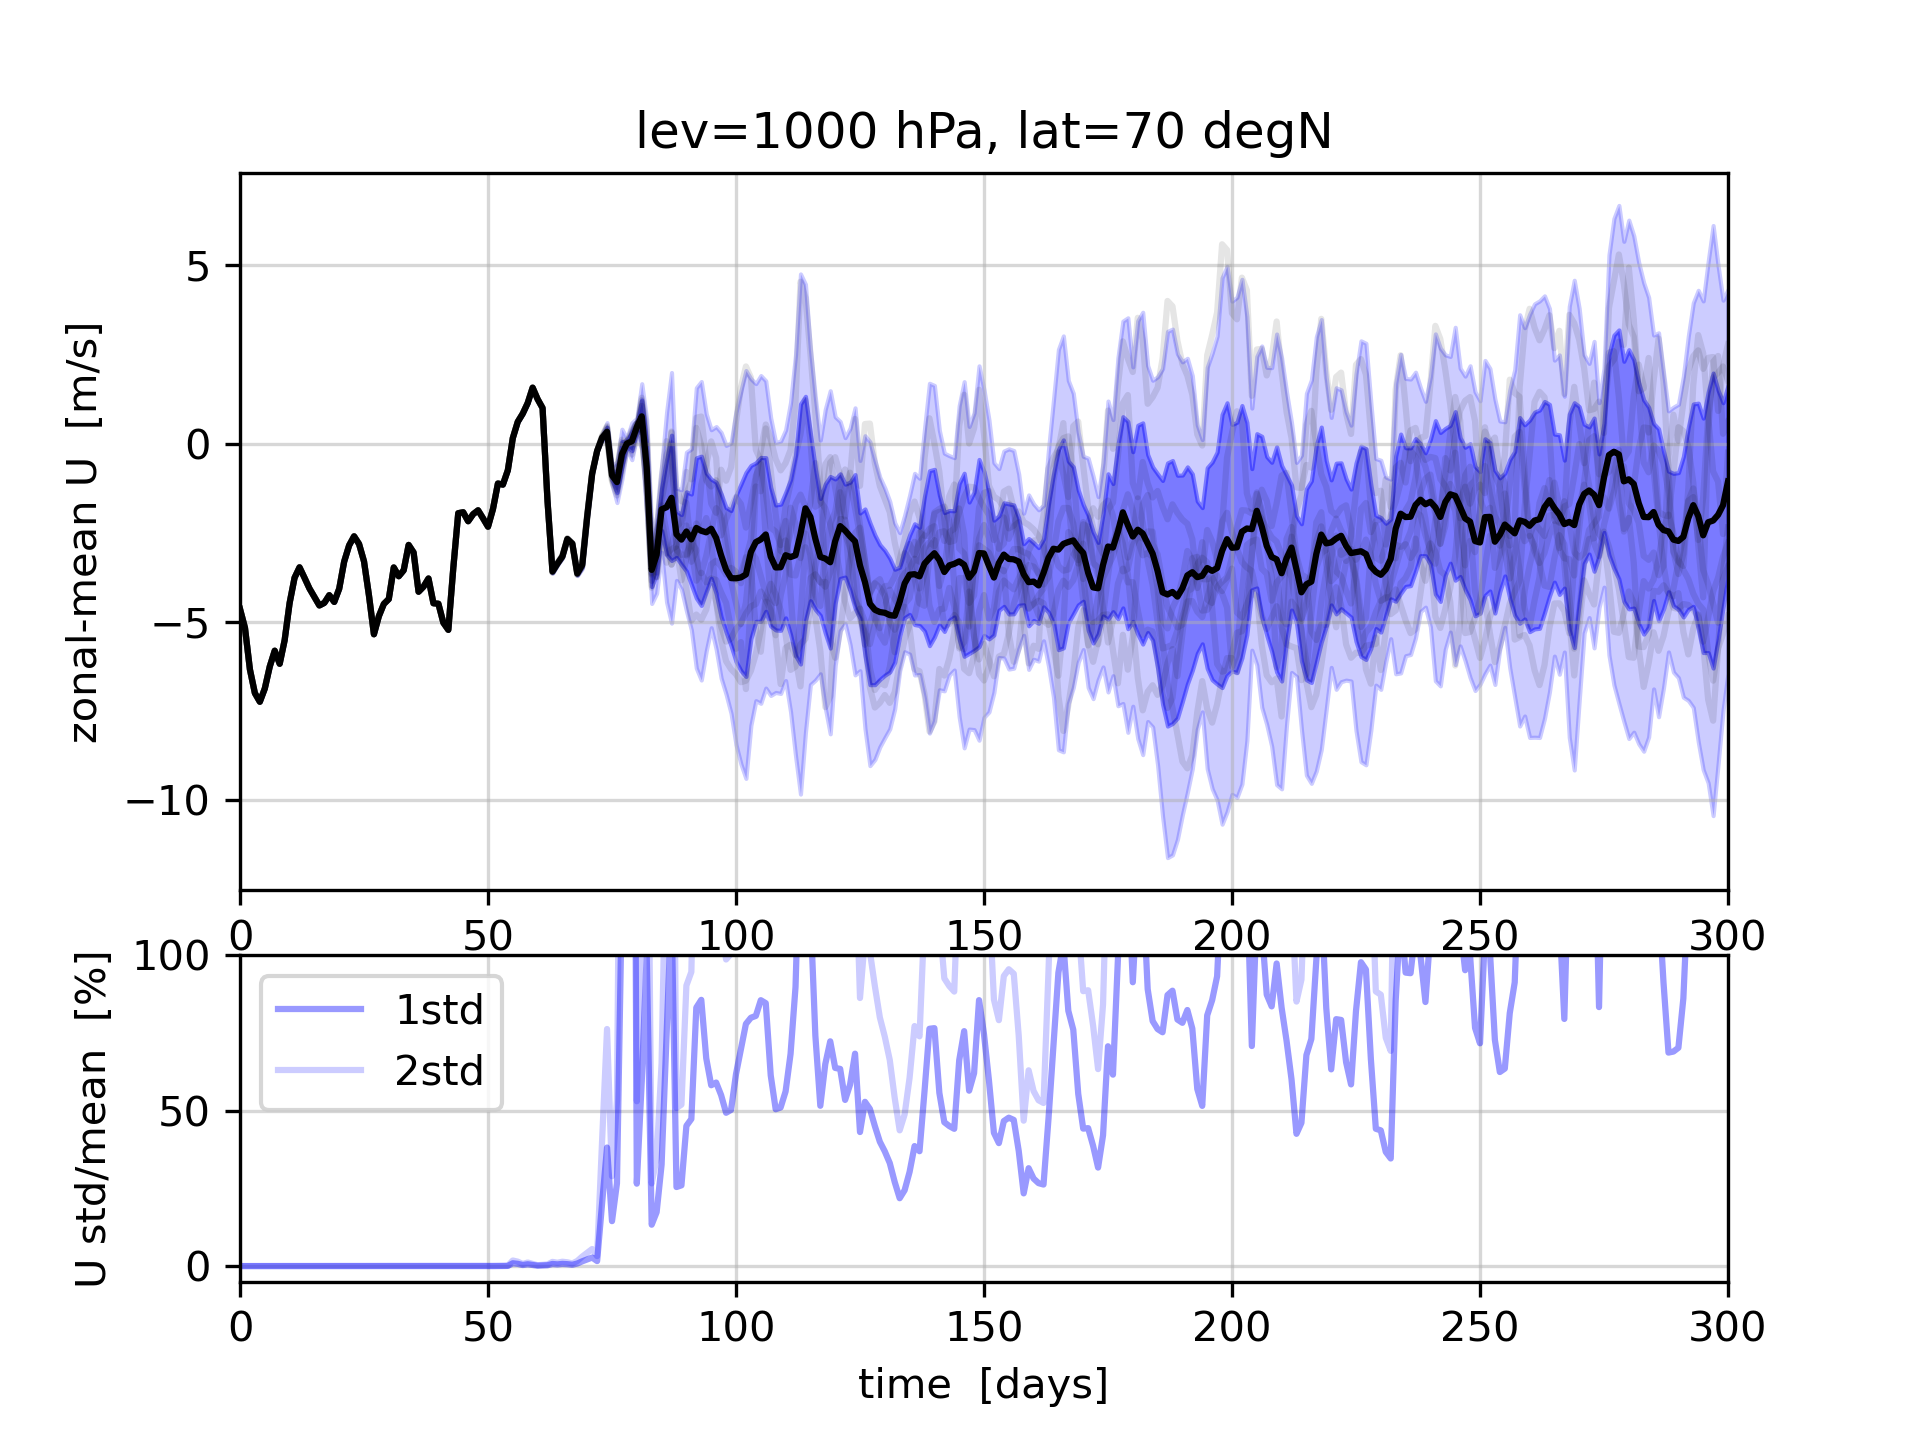 lev=1000 hPa, lat=70 degN
zonal-mean U [m/s]
5
0
−5
−10
0 50 100 150 200 250 300
U std/mean [%]
100
50
0
1std
2std
0 50 100 150 200 250 300
time [days]